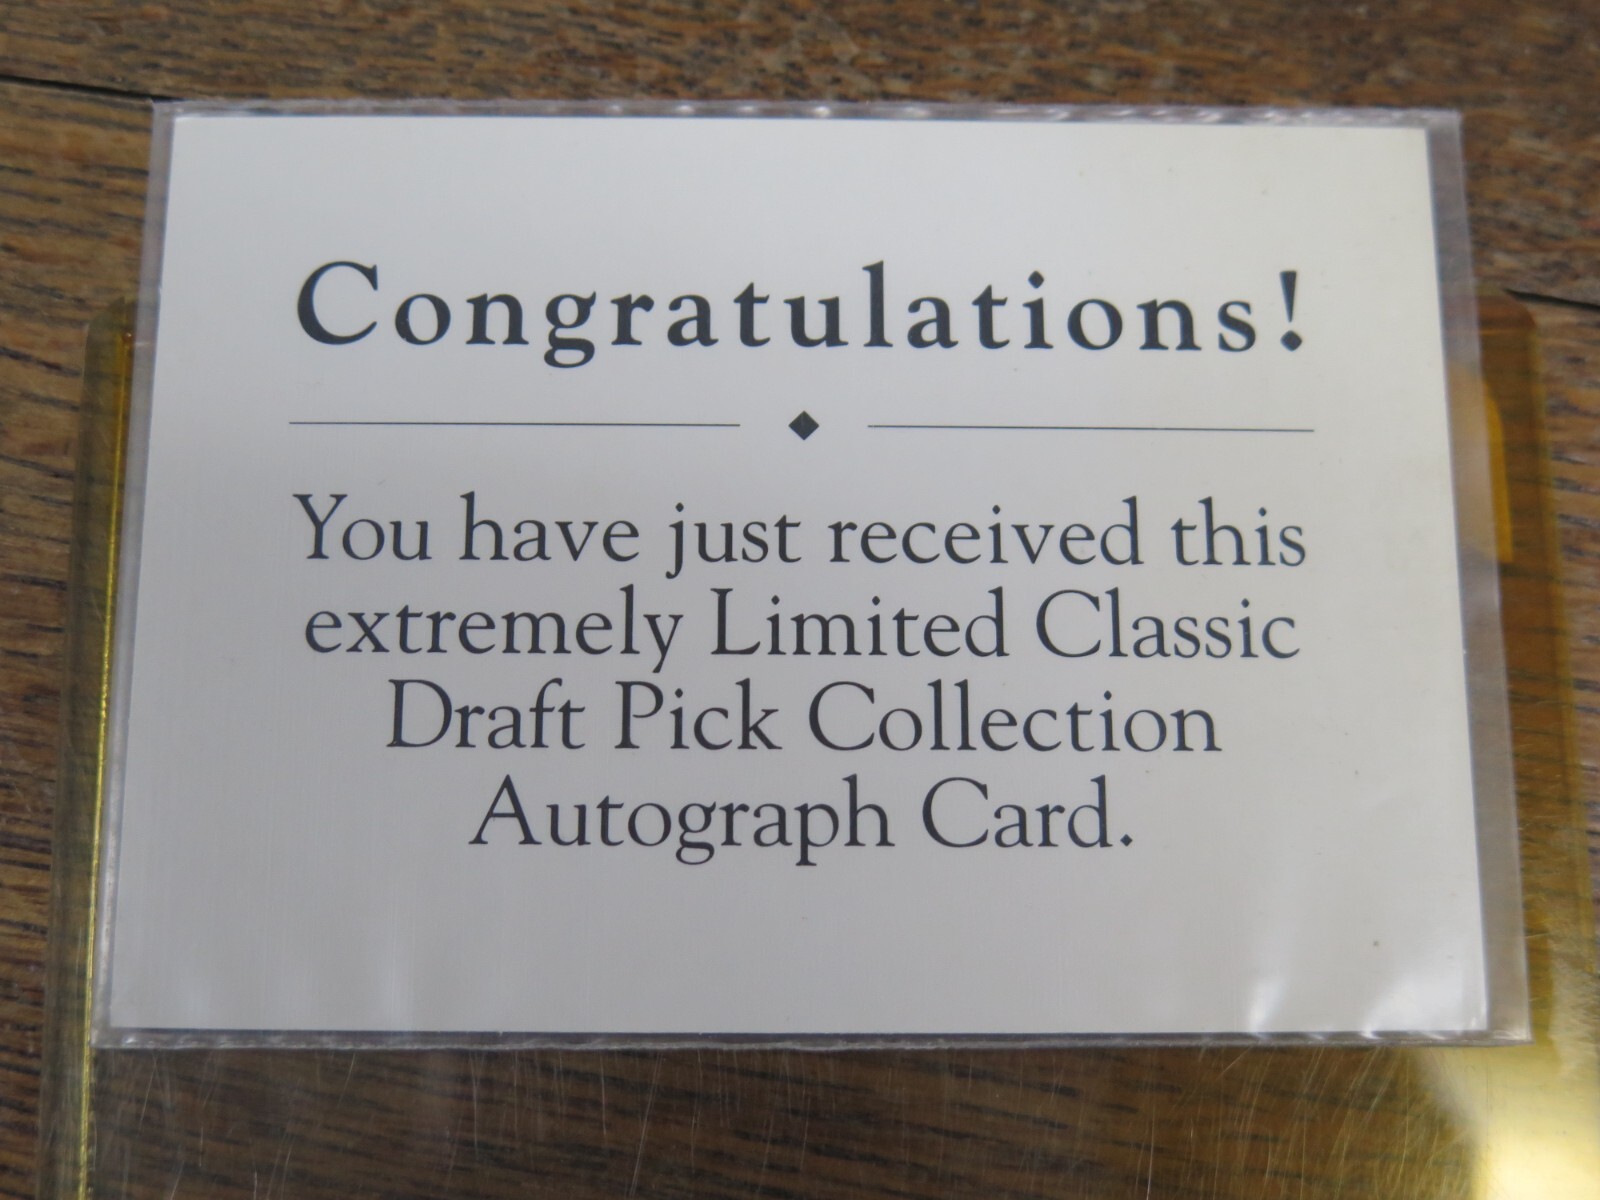 Congratulations!
You have just received this
extremely Limited Classic
Draft Pick Collection
Autograph Card.